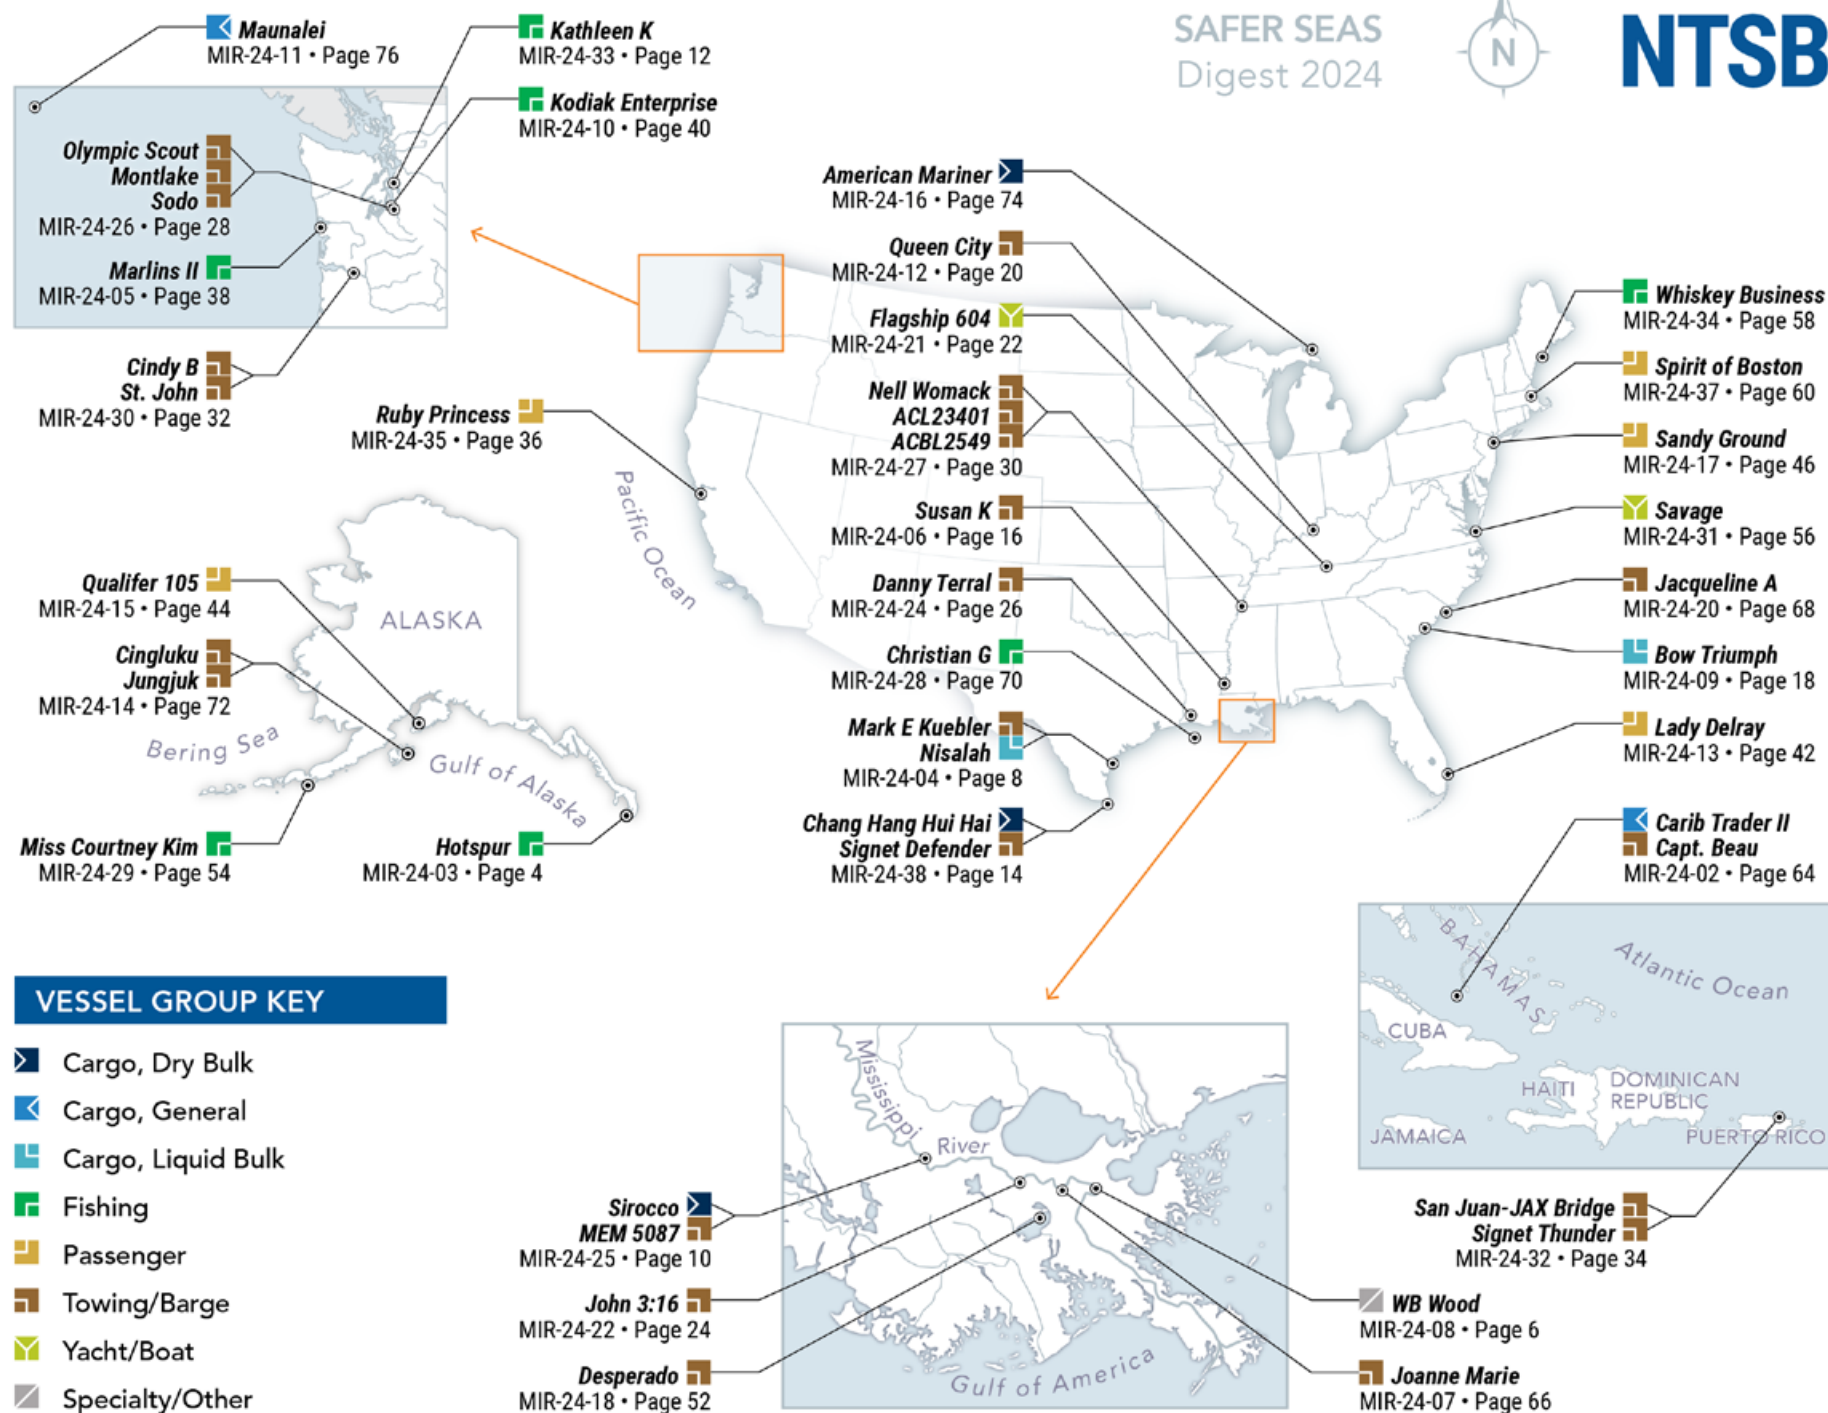 SAFER SEAS
Digest 2024
N
NTSB
Maunalei
MIR-24-11 • Page 76
Kathleen K
MIR-24-33 • Page 12
Kodiak Enterprise
MIR-24-10 • Page 40
Olympic Scout
Montlake
Sodo
MIR-24-26 • Page 28
Marlins II
MIR-24-05 • Page 38
Cindy B
St. John
MIR-24-30 • Page 32
Ruby Princess
MIR-24-35 • Page 36
Pacific Ocean
American Mariner
MIR-24-16 • Page 74
Queen City
MIR-24-12 • Page 20
Flagship 604
MIR-24-21 • Page 22
Nell Womack
ACL23401
ACBL2549
MIR-24-27 • Page 30
Susan K
MIR-24-06 • Page 16
Danny Terral
MIR-24-24 • Page 26
Christian G
MIR-24-28 • Page 70
Mark E Kuebler
Nisalah
MIR-24-04 • Page 8
Chang Hang Hui Hai
Signet Defender
MIR-24-38 • Page 14
Whiskey Business
MIR-24-34 • Page 58
Spirit of Boston
MIR-24-37 • Page 60
Sandy Ground
MIR-24-17 • Page 46
Savage
MIR-24-31 • Page 56
Jacqueline A
MIR-24-20 • Page 68
Bow Triumph
MIR-24-09 • Page 18
Lady Delray
MIR-24-13 • Page 42
Carib Trader II
Capt. Beau
MIR-24-02 • Page 64
Qualifer 105
MIR-24-15 • Page 44
ALASKA
Cingluku
Jungjuk
MIR-24-14 • Page 72
Bering Sea
Gulf of Alaska
Miss Courtney Kim
MIR-24-29 • Page 54
Hotspur
MIR-24-03 • Page 4
VESSEL GROUP KEY
Cargo, Dry Bulk
Cargo, General
Cargo, Liquid Bulk
Fishing
Passenger
Towing/Barge
Yacht/Boat
Specialty/Other
Mississippi
River
Gulf of America
Sirocco
MEM 5087
MIR-24-25 • Page 10
John 3:16
MIR-24-22 • Page 24
Desperado
MIR-24-18 • Page 52
BAHAMAS
Atlantic Ocean
CUBA
HAITI
DOMINICAN
REPUBLIC
JAMAICA
PUERTO RICO
San Juan-JAX Bridge
Signet Thunder
MIR-24-32 • Page 34
WB Wood
MIR-24-08 • Page 6
Joanne Marie
MIR-24-07 • Page 66